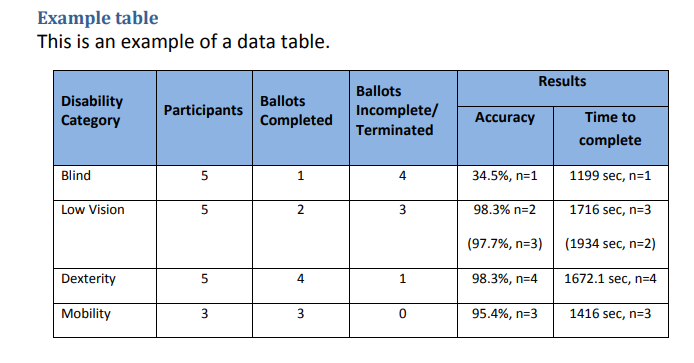 Example table
This is an example of a data table.
Disability Category Participants Ballots Completed Ballots Incomplete/ Terminated Results
Accuracy Time to complete
Blind 5 1 4 34.5%, n=1 1199 sec, n=1
Low Vision 5 2 3 98.3% n=2 1716 sec, n=3
(97.7%, n=3) (1934 sec, n=2)
Dexterity 5 4 1 98.3%, n=4 1672.1 sec, n=4
Mobility 3 3 0 95.4%, n=3 1416 sec, n=3